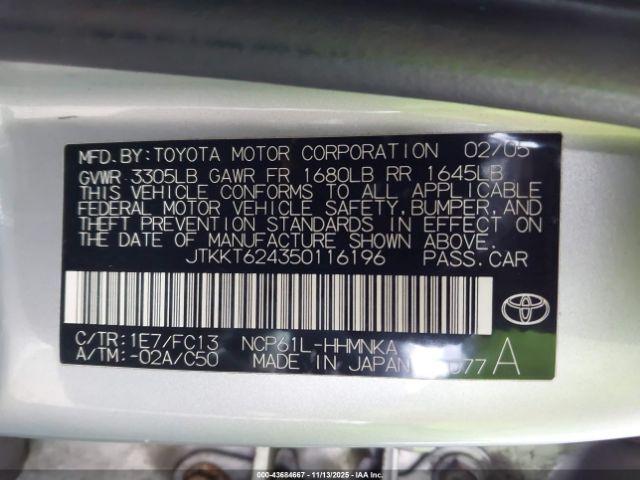 MFD. BY: TOYOTA MOTOR CORPORATION 02/05
GVWR 3305LB GAWR FR 1680LB RR 1645LB
THIS VEHICLE CONFORMS TO ALL APPLICABLE
FEDERAL MOTOR VEHICLE SAFETY, BUMPER, AND
THEFT PREVENTION STANDARDS IN EFFECT ON
THE DATE OF MANUFACTURE SHOWN ABOVE.
JTKKT624350116196 PASS. CAR
C/TR: 1E7/FC13 NCP61L-HHMNKA
A/TM: -02A/C50 MADE IN JAPAN A
© 43684667 - 11/13/2025 - IAAI Inc.